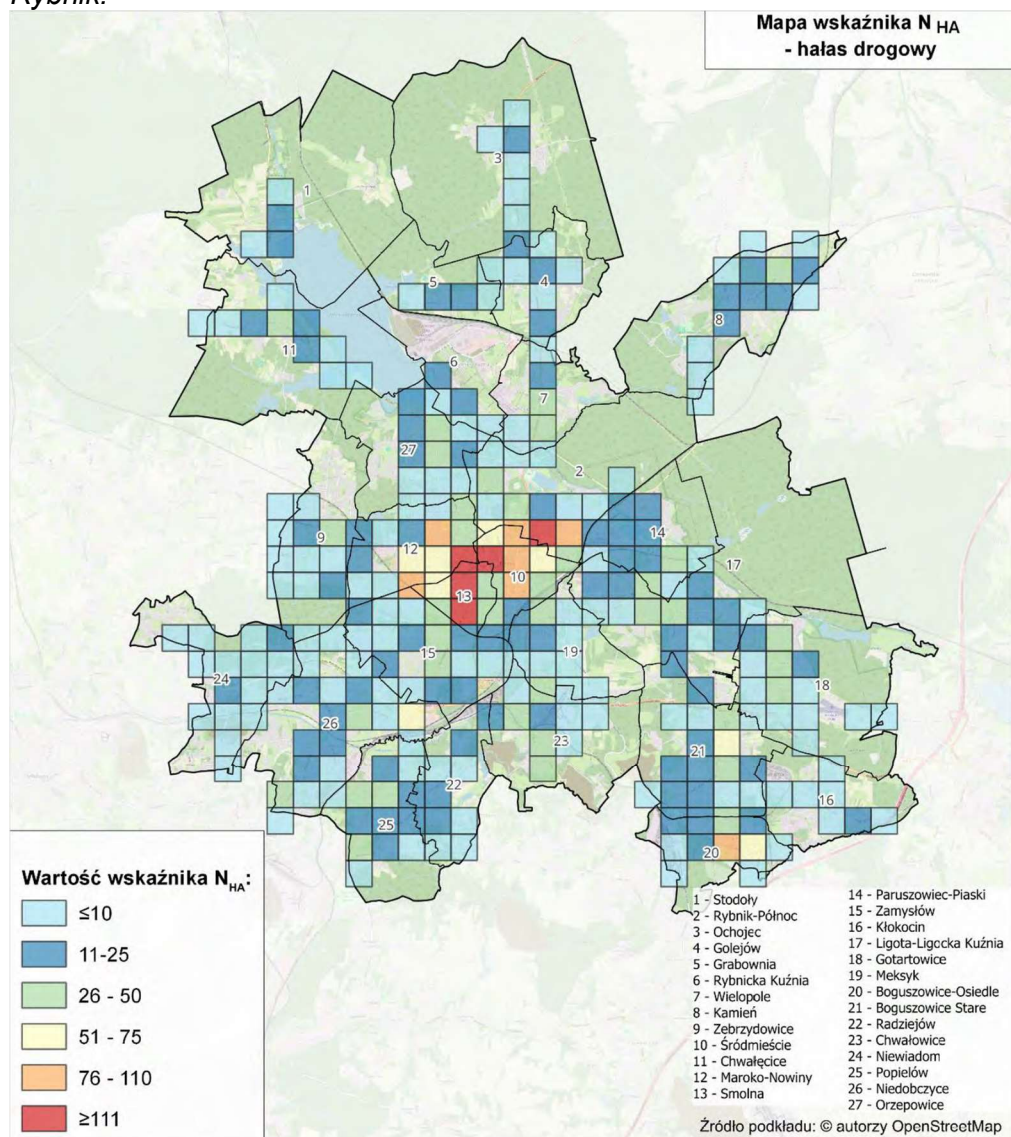 Rybnik.
Mapa wskaźnika N HA
- hałas drogowy
3
1
5
4
8
11
6
7
27
2
9
12
14
10
17
13
15
19
24
18
26
21
23
22
16
25
20
Wartość wskaźnika N HA:
≤10
11-25
26 - 50
51 - 75
76 - 110
≥111
1 - Stodoły
2 - Rybnik-Północ
3 - Ochojec
4 - Golejów
5 - Grabownia
6 - Rybnicka Kuźnia
7 - Wielopole
8 - Kamień
9 - Zebrzydowice
10 - Śródmieście
11 - Chwałęcice
12 - Maroko-Nowiny
13 - Smolna
14 - Paruszowiec-Piaski
15 - Zamysłów
16 - Kłokocin
17 - Ligota-Ligocka Kuźnia
18 - Gotartowice
19 - Meksyk
20 - Boguszowice-Osiedle
21 - Boguszowice Stare
22 - Radziejów
23 - Chwałowice
24 - Niewiadom
25 - Popielów
26 - Niedobczyce
27 - Orzepowice
Źródło podkładu: © autorzy OpenStreetMap